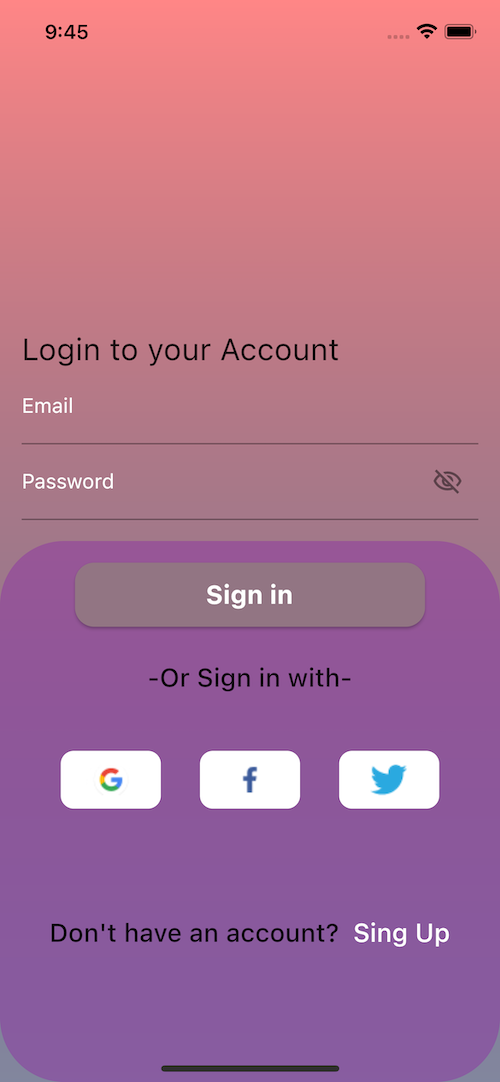 9:45
Login to your Account
Email
Password
Sign in
-Or Sign in with-
Don't have an account? Sing Up